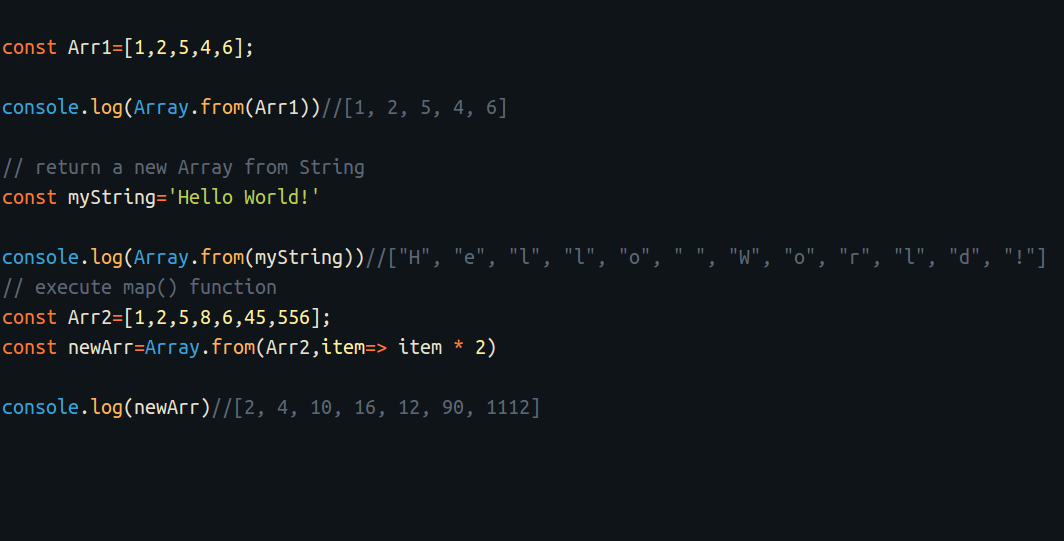 const Arr1=[1,2,5,4,6];
console.log(Array.from(Arr1))//[1, 2, 5, 4, 6]
// return a new Array from String
const myString='Hello World!'
console.log(Array.from(myString))//["H", "e", "l", "l", "o", " ", "W", "o", "r", "l", "d", "!"]
// execute map() function
const Arr2=[1,2,5,8,6,45,556];
const newArr=Array.from(Arr2,item=> item * 2)
console.log(newArr)//[2, 4, 10, 16, 12, 90, 1112]